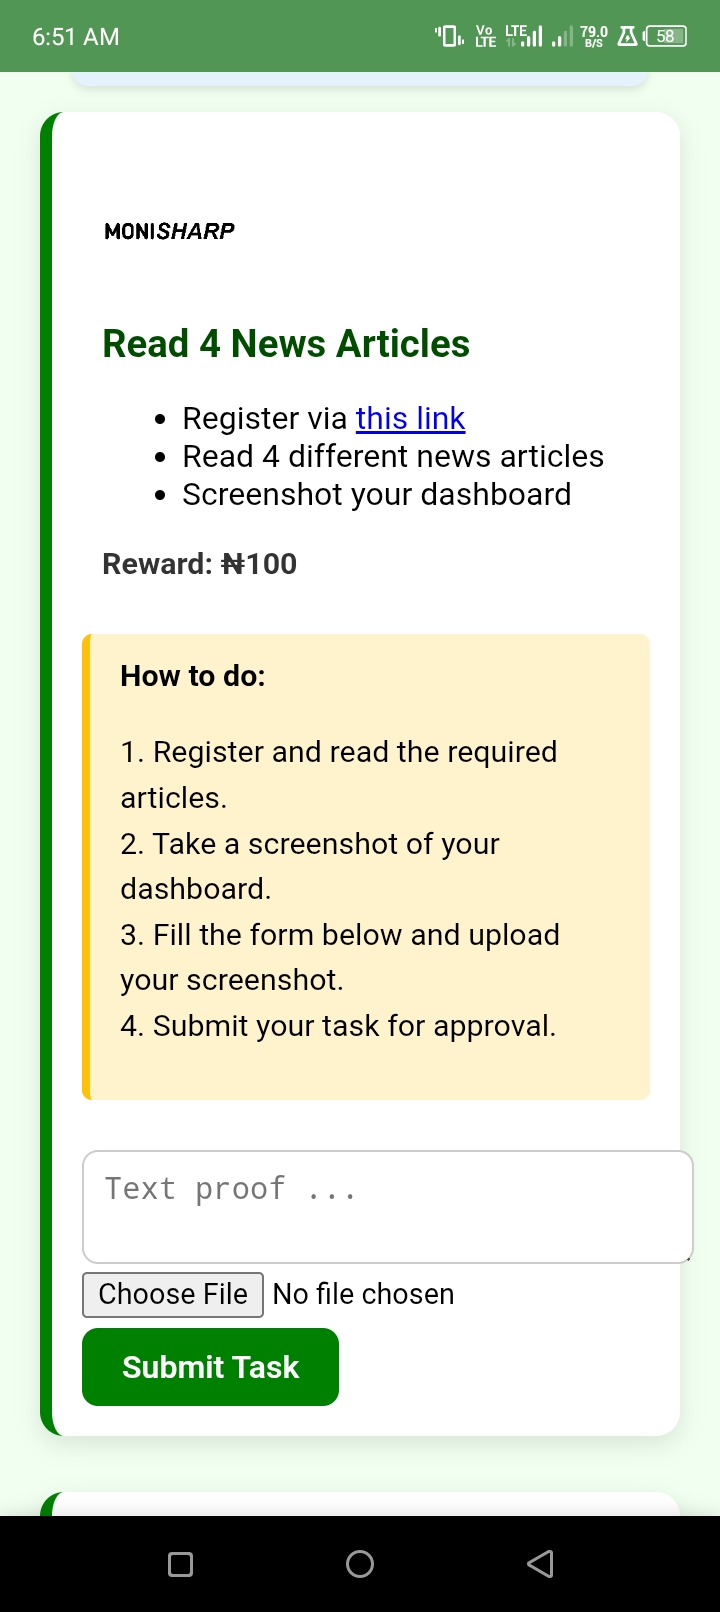 6:51 AM
Vo LTE LTE 79.0 B/S 58
MONISHARP
Read 4 News Articles
• Register via this link
• Read 4 different news articles
• Screenshot your dashboard
Reward: ₦100
How to do:
1. Register and read the required
articles.
2. Take a screenshot of your
dashboard.
3. Fill the form below and upload
your screenshot.
4. Submit your task for approval.
Text proof ...
Choose File No file chosen
Submit Task